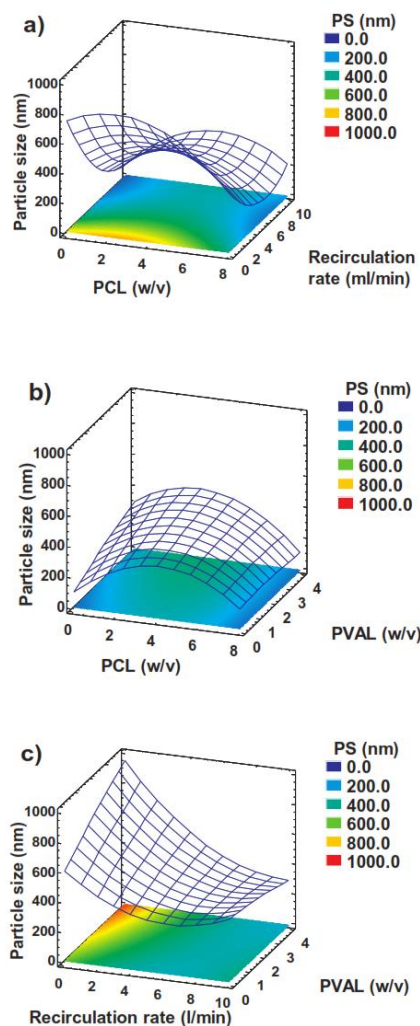 a)
PS (nm)
0.0
200.0
400.0
600.0
800.0
1000.0
Particle size (nm)
1000
800
600
400
200
0
0 2 4 6 8
PCL (w/v)
0 2 4 6 8 10
Recirculation
rate (ml/min)
b)
PS (nm)
0.0
200.0
400.0
600.0
800.0
1000.0
Particle size (nm)
1000
800
600
400
200
0
0 2 4 6 8
PCL (w/v)
0 1 2 3 4
PVAL (w/v)
c)
PS (nm)
0.0
200.0
400.0
600.0
800.0
1000.0
Particle size (nm)
1000
800
600
400
200
0
0 2 4 6 8 10
Recirculation rate (l/min)
0 1 2 3 4
PVAL (w/v)